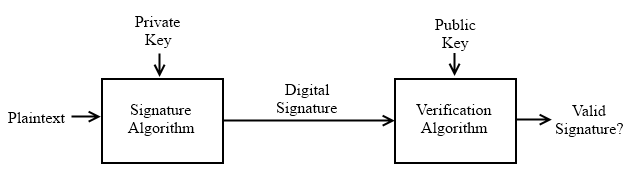 Private
Key
Public
Key
Plaintext
Signature
Algorithm
Digital
Signature
Verification
Algorithm
Valid
Signature?